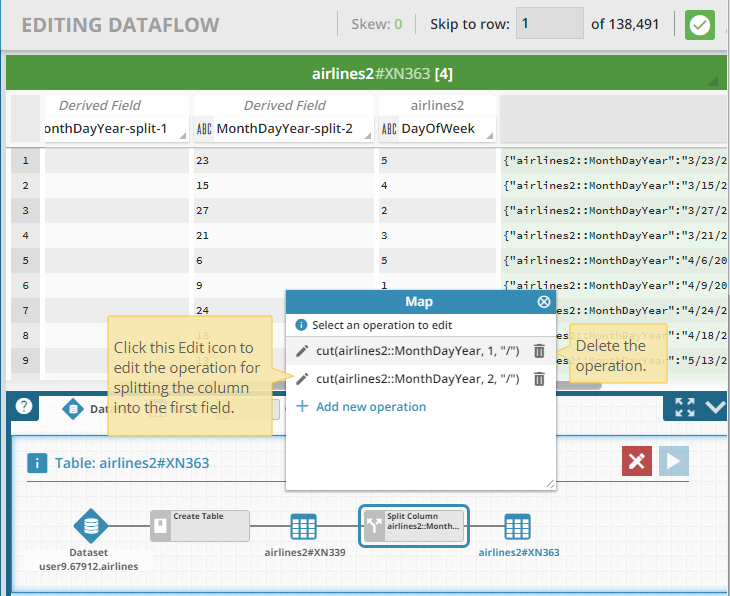 EDITING DATAFLOW
Skew: 0
Skip to row: 1 of 138,491
airlines2#XN363 [4]
Derived Field
Derived Field
airlines2
onthDayYear-split-1
ABC MonthDayYear-split-2
ABC DayOfWeek
1 23 5 {"airlines2::MonthDayYear":"3/23/2
2 15 4 {"airlines2::MonthDayYear":"3/15/2
3 27 2 {"airlines2::MonthDayYear":"3/27/2
4 21 3 {"airlines2::MonthDayYear":"3/21/2
5 6 5 {"airlines2::MonthDayYear":"4/6/20
6 9 1 {"airlines2::MonthDayYear":"4/9/20
7 24 "4/24/2
8 18 "4/18/2
9 "5/13/2
Map
Select an operation to edit
cut(airlines2::MonthDayYear, 1, "/")
cut(airlines2::MonthDayYear, 2, "/")
+ Add new operation
Click this Edit icon to
edit the operation for
splitting the column
into the first field.
Delete the
operation.
? Dat
i Table: airlines2#XN363
Create Table
Split Column
airlines2::Month...
Dataset
user9.67912.airlines
airlines2#XN339
airlines2#XN363